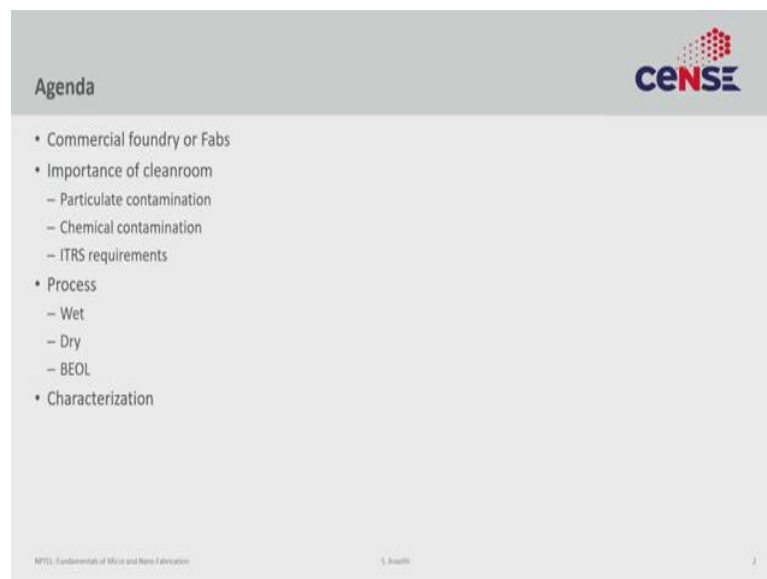 CeNSE
Agenda
• Commercial foundry or Fabs
• Importance of cleanroom
– Particulate contamination
– Chemical contamination
– ITRS requirements
• Process
– Wet
– Dry
– BEOL
• Characterization
NPTEL: Fundamentals of Micro and Nano Fabrication
S. Avasthi
2